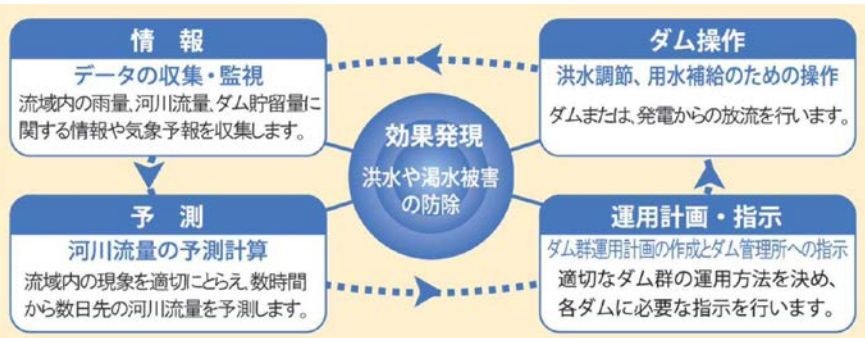 情 報
データの収集・監視
流域内の雨量、河川流量、ダム貯留量に
関する情報や気象予報を収集します。
ダム操作
洪水調節、用水補給のための操作
ダムまたは、発電からの放流を行います。
効果発現
洪水や渇水被害
の防除
予 測
河川流量の予測計算
流域内の現象を適切にとらえ、数時間
から数日先の河川流量を予測します。
運用計画・指示
ダム群運用計画の作成とダム管理所への指示
適切なダム群の運用方法を決め、
各ダムに必要な指示を行います。